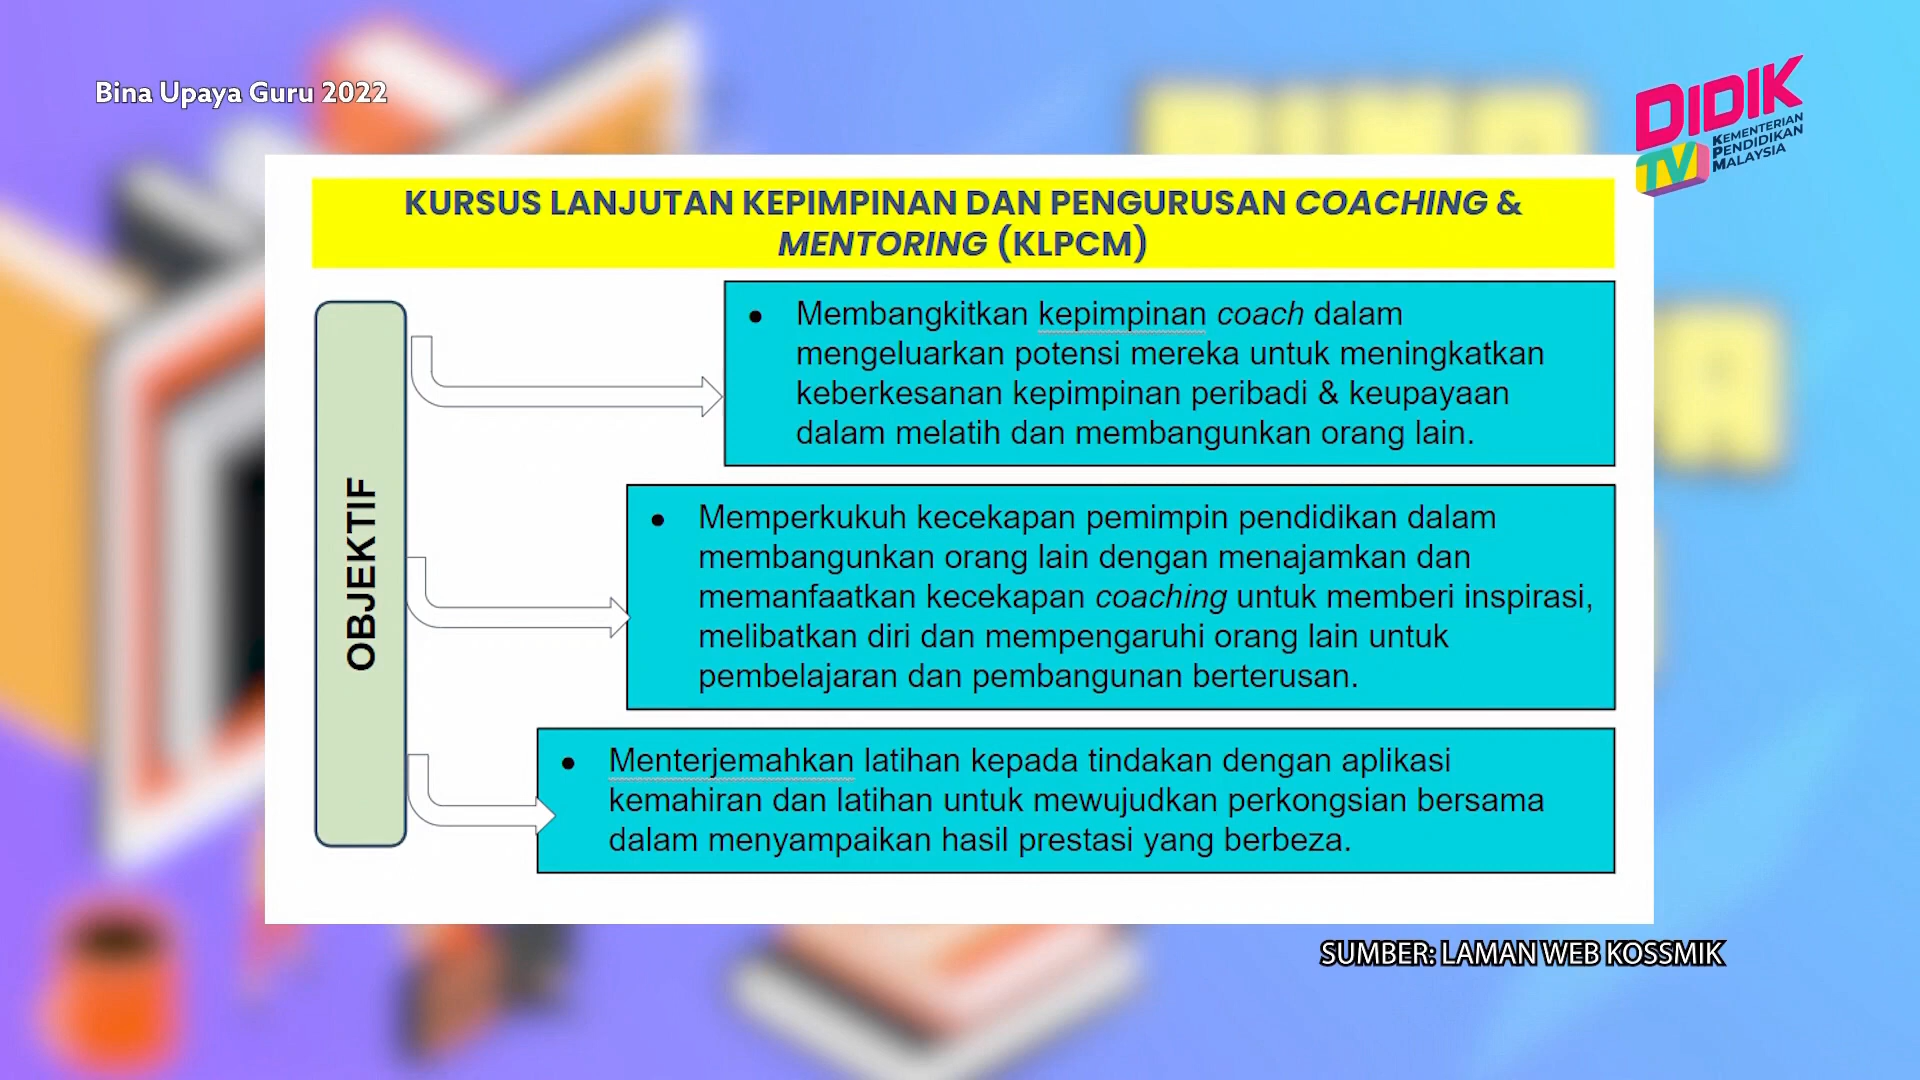 Bina Upaya Guru 2022
DIDIK
TV
KEMENTERIAN
PENDIDIKAN
MALAYSIA
KURSUS LANJUTAN KEPIMPINAN DAN PENGURUSAN COACHING &
MENTORING (KLPCM)
OBJEKTIF
• Membangkitkan kepimpinan coach dalam
mengeluarkan potensi mereka untuk meningkatkan
keberkesanan kepimpinan peribadi & keupayaan
dalam melatih dan membangunkan orang lain.
• Memperkukuh kecekapan pemimpin pendidikan dalam
membangunkan orang lain dengan menajamkan dan
memanfaatkan kecekapan coaching untuk memberi inspirasi,
melibatkan diri dan mempengaruhi orang lain untuk
pembelajaran dan pembangunan berterusan.
• Menterjemahkan latihan kepada tindakan dengan aplikasi
kemahiran dan latihan untuk mewujudkan perkongsian bersama
dalam menyampaikan hasil prestasi yang berbeza.
SUMBER: LAMAN WEB KOSSMIK